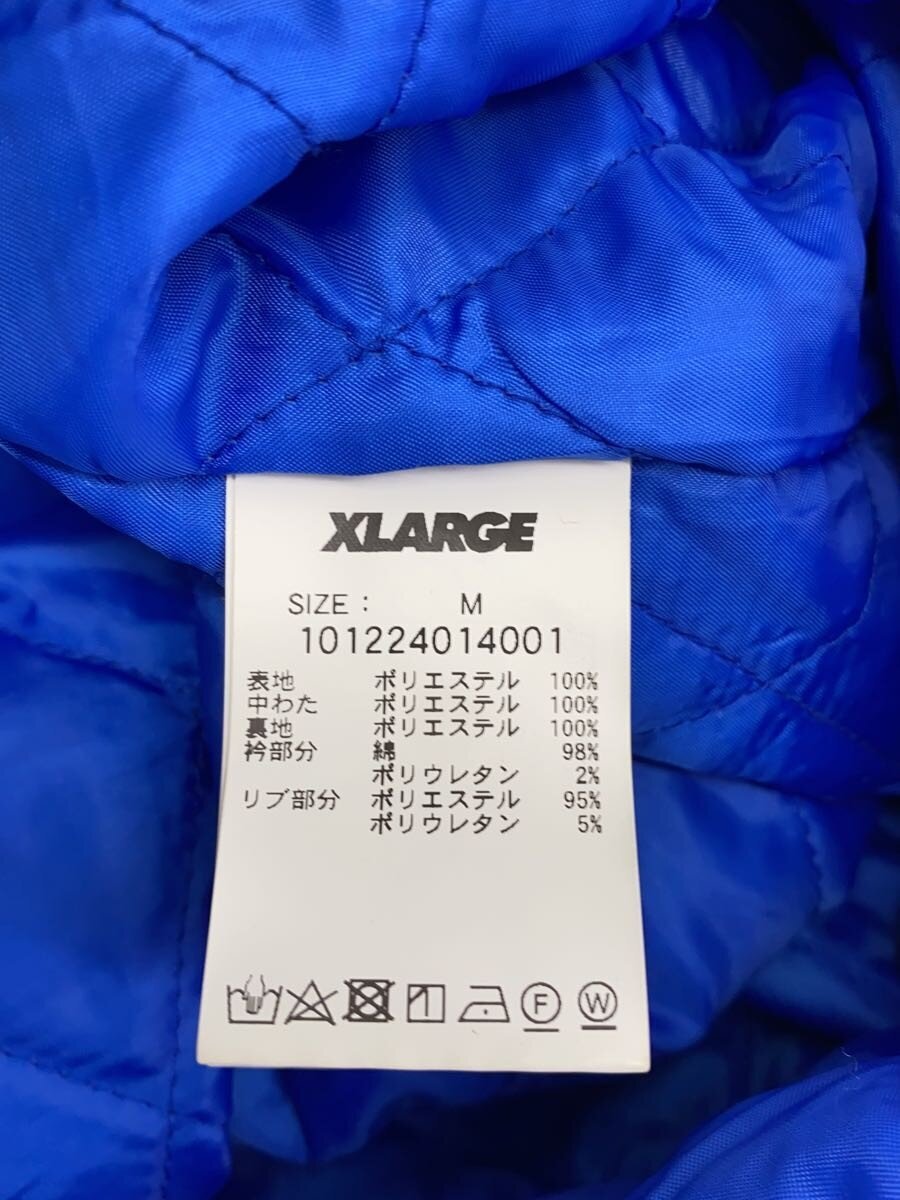 XLARGE
SIZE : M
101224014001
表地 ポリエステル 100%
中わた ポリエステル 100%
裏地 ポリエステル 100%
衿部分 綿 98%
ポリウレタン 2%
リブ部分 ポリエステル 95%
ポリウレタン 5%
F W